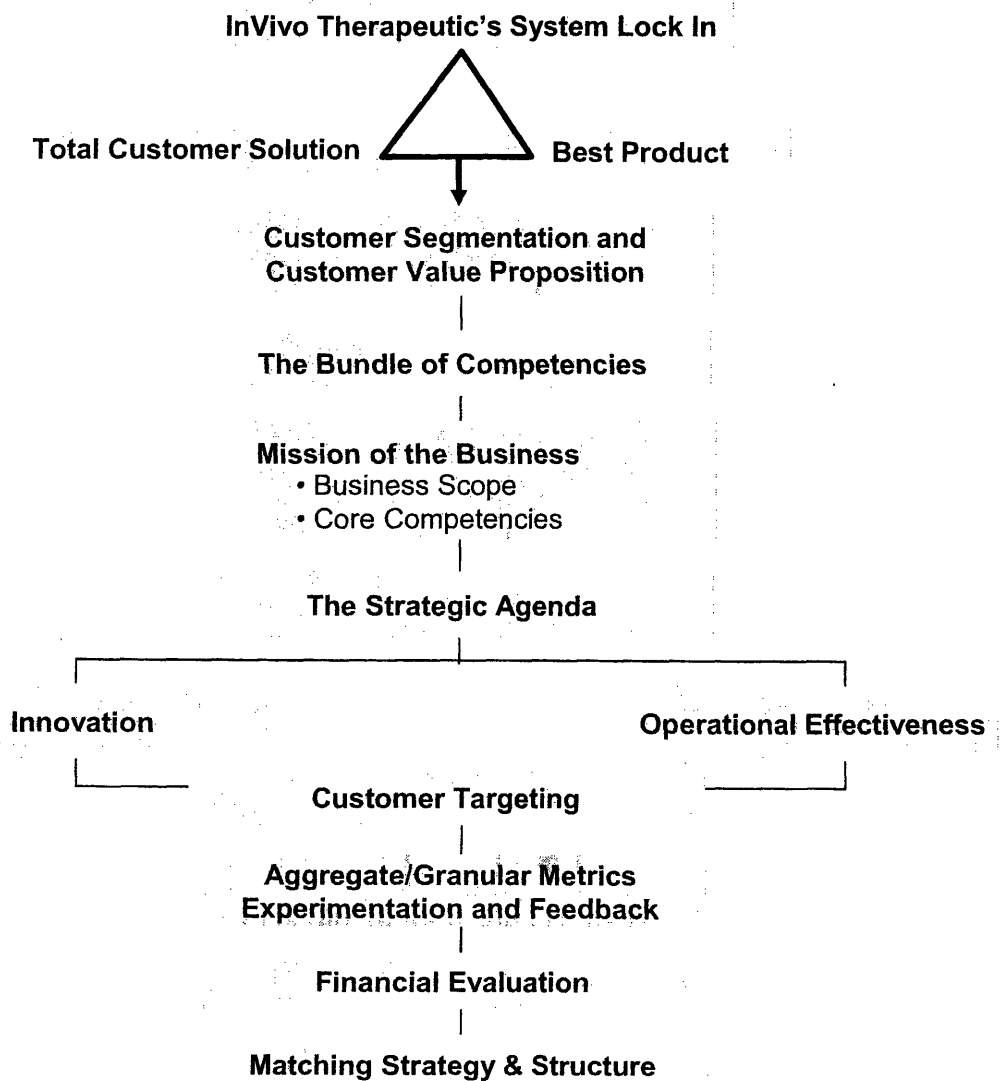 InVivo Therapeutic's System Lock In
Total Customer Solution
Best Product
Customer Segmentation and
Customer Value Proposition
The Bundle of Competencies
Mission of the Business
• Business Scope
• Core Competencies
The Strategic Agenda
Innovation
Operational Effectiveness
Customer Targeting
Aggregate/Granular Metrics
Experimentation and Feedback
Financial Evaluation
Matching Strategy & Structure